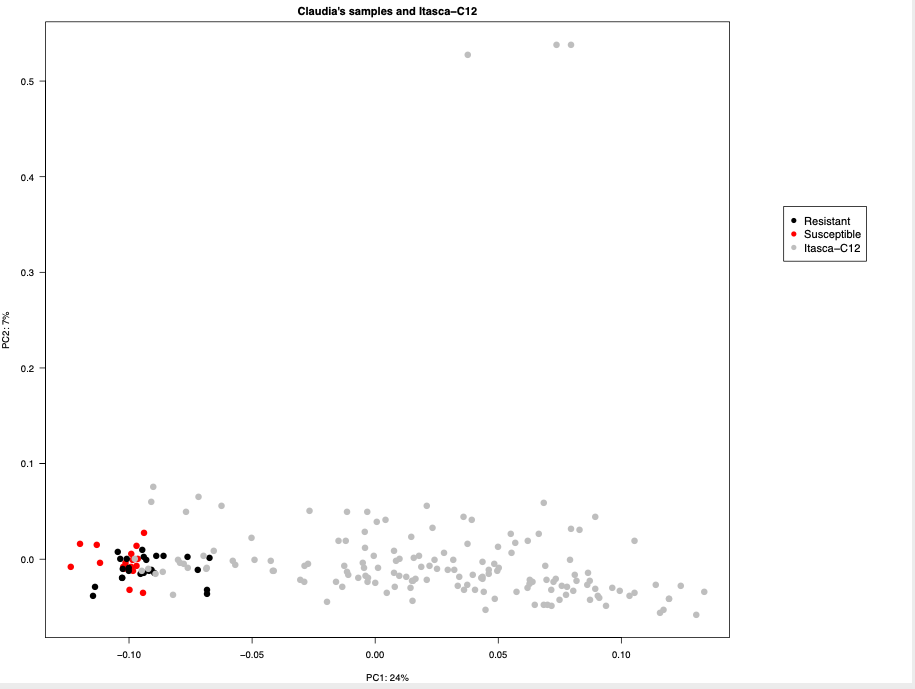 Claudia's samples and Itasca−C12
PC2: 7%
0.5
0.4
0.3
0.2
0.1
0.0
−0.10
−0.05
0.00
0.05
0.10
PC1: 24%
Resistant
Susceptible
Itasca−C12